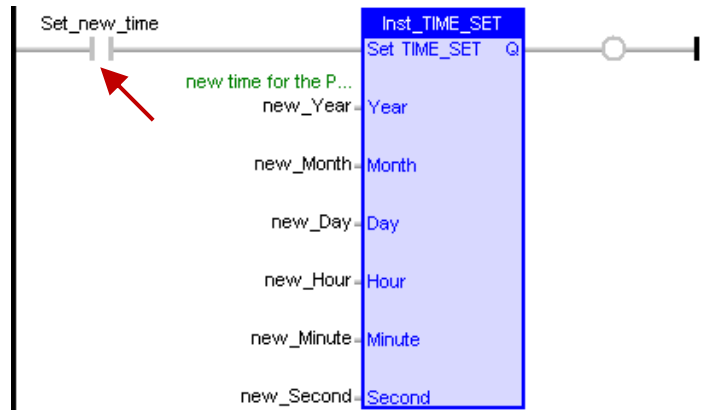 Set_new_time
Inst_TIME_SET
Set TIME_SET Q
new time for the P...
new_Year Year
new_Month Month
new_Day Day
new_Hour Hour
new_Minute Minute
new_Second Second